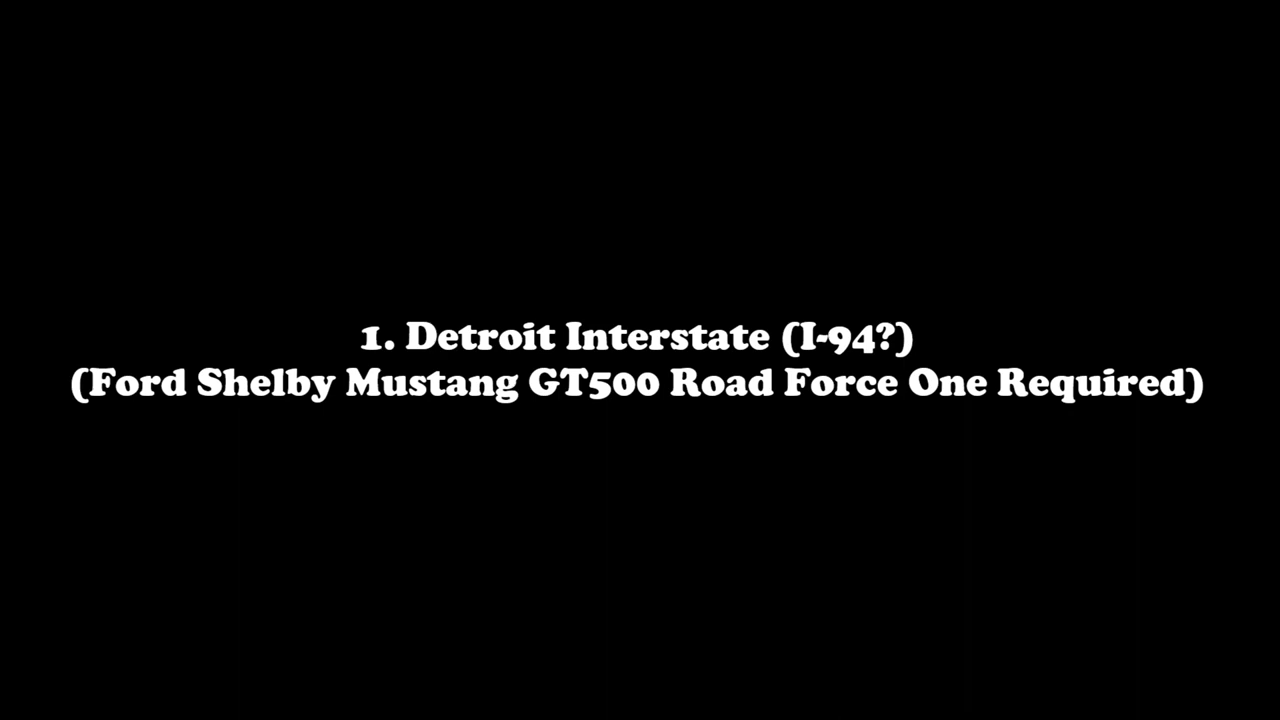 1. Detroit Interstate (I-94?)
(Ford Shelby Mustang GT500 Road Force One Required)